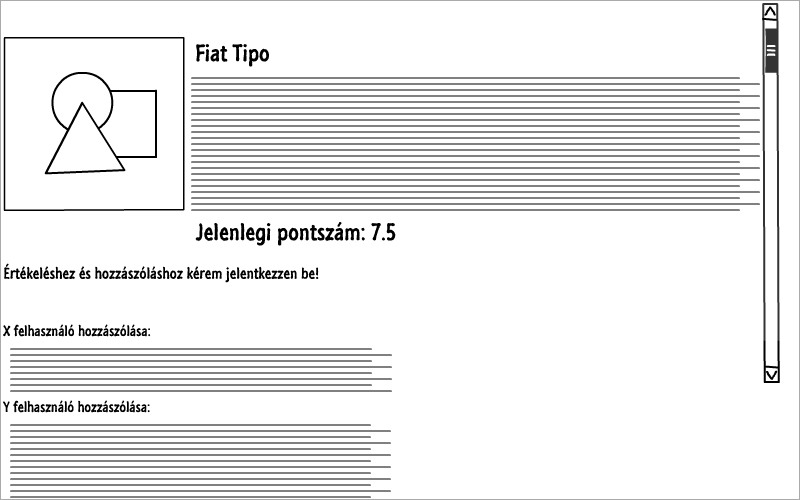 Fiat Tipo
Jelenlegi pontszám: 7.5
Értékeléshez és hozzászóláshoz kérem jelentkezzen be!
X felhasználó hozzászólása:
Y felhasználó hozzászólása: